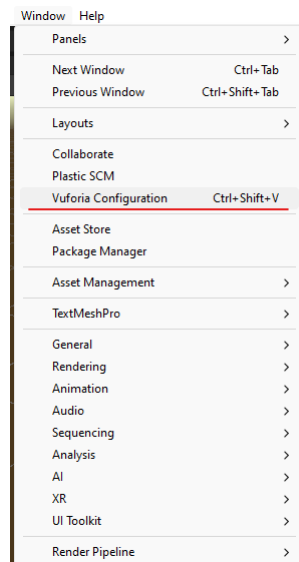 Window Help
Panels
Next Window Ctrl+Tab
Previous Window Ctrl+Shift+Tab
Layouts
Collaborate
Plastic SCM
Vuforia Configuration Ctrl+Shift+V
Asset Store
Package Manager
Asset Management
TextMeshPro
General
Rendering
Animation
Audio
Sequencing
Analysis
AI
XR
UI Toolkit
Render Pipeline